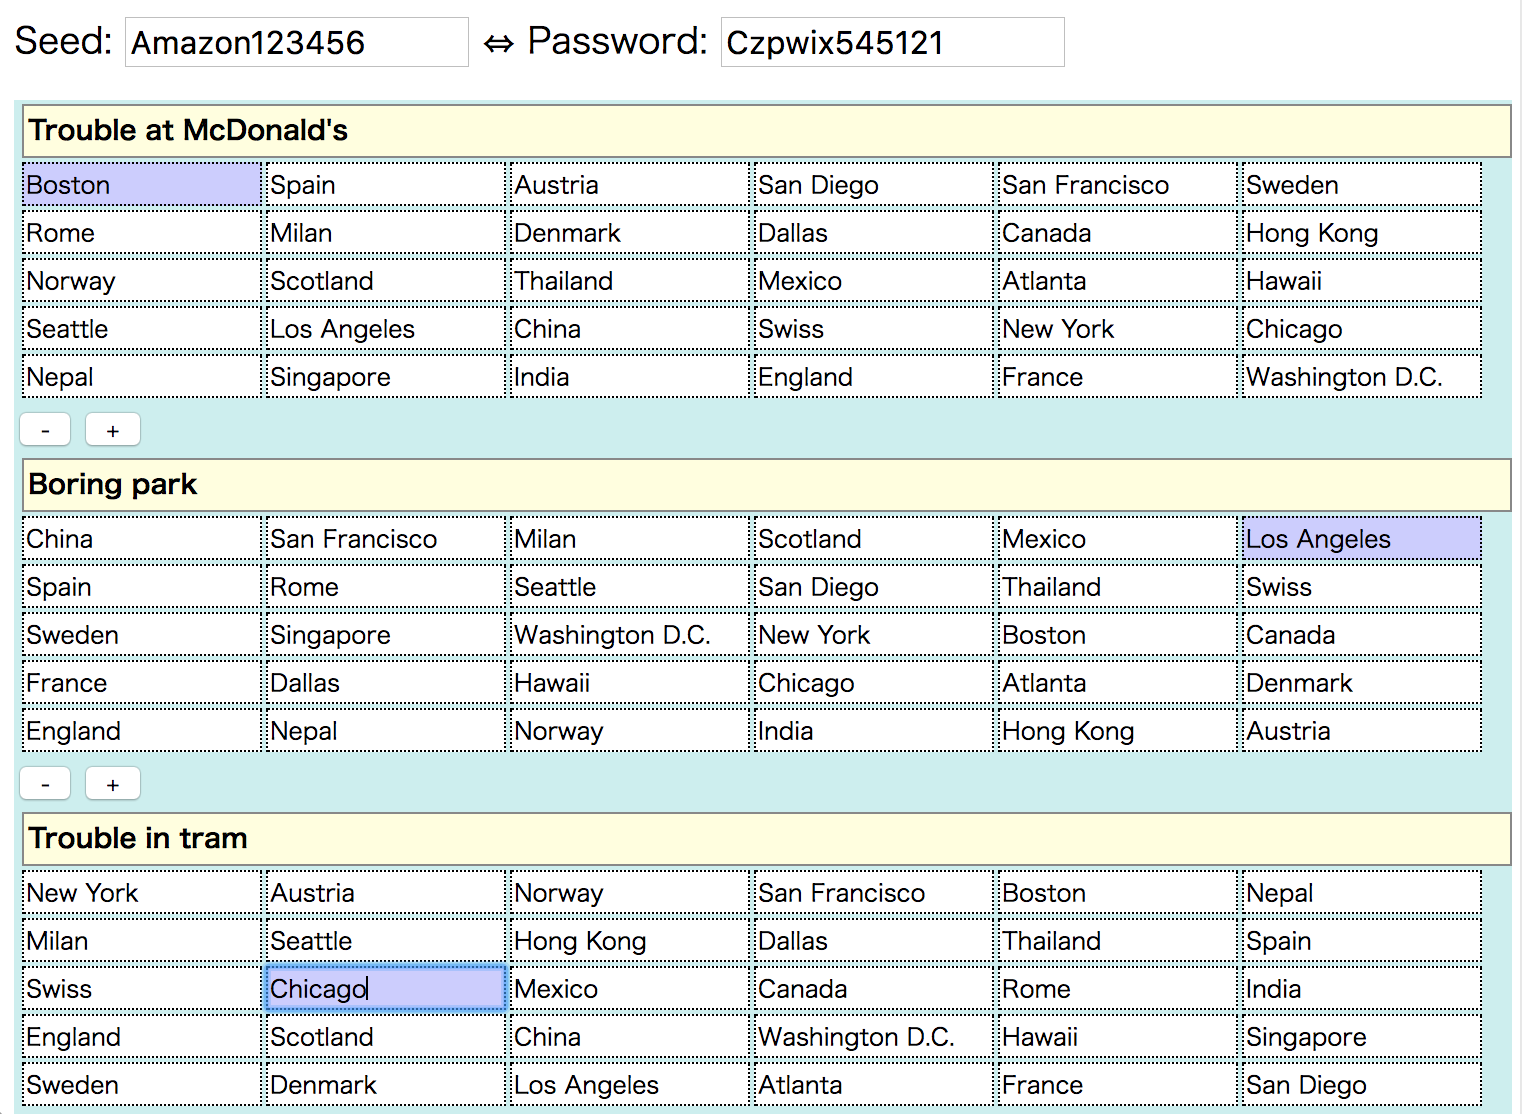 Seed: Amazon123456 ⇔ Password: Czpwix545121
Trouble at McDonald's
Boston Spain Austria San Diego San Francisco Sweden
Rome Milan Denmark Dallas Canada Hong Kong
Norway Scotland Thailand Mexico Atlanta Hawaii
Seattle Los Angeles China Swiss New York Chicago
Nepal Singapore India England France Washington D.C.
- +
Boring park
China San Francisco Milan Scotland Mexico Los Angeles
Spain Rome Seattle San Diego Thailand Swiss
Sweden Singapore Washington D.C. New York Boston Canada
France Dallas Hawaii Chicago Atlanta Denmark
England Nepal Norway India Hong Kong Austria
- +
Trouble in tram
New York Austria Norway San Francisco Boston Nepal
Milan Seattle Hong Kong Dallas Thailand Spain
Swiss Chicago Mexico Canada Rome India
England Scotland China Washington D.C. Hawaii Singapore
Sweden Denmark Los Angeles Atlanta France San Diego